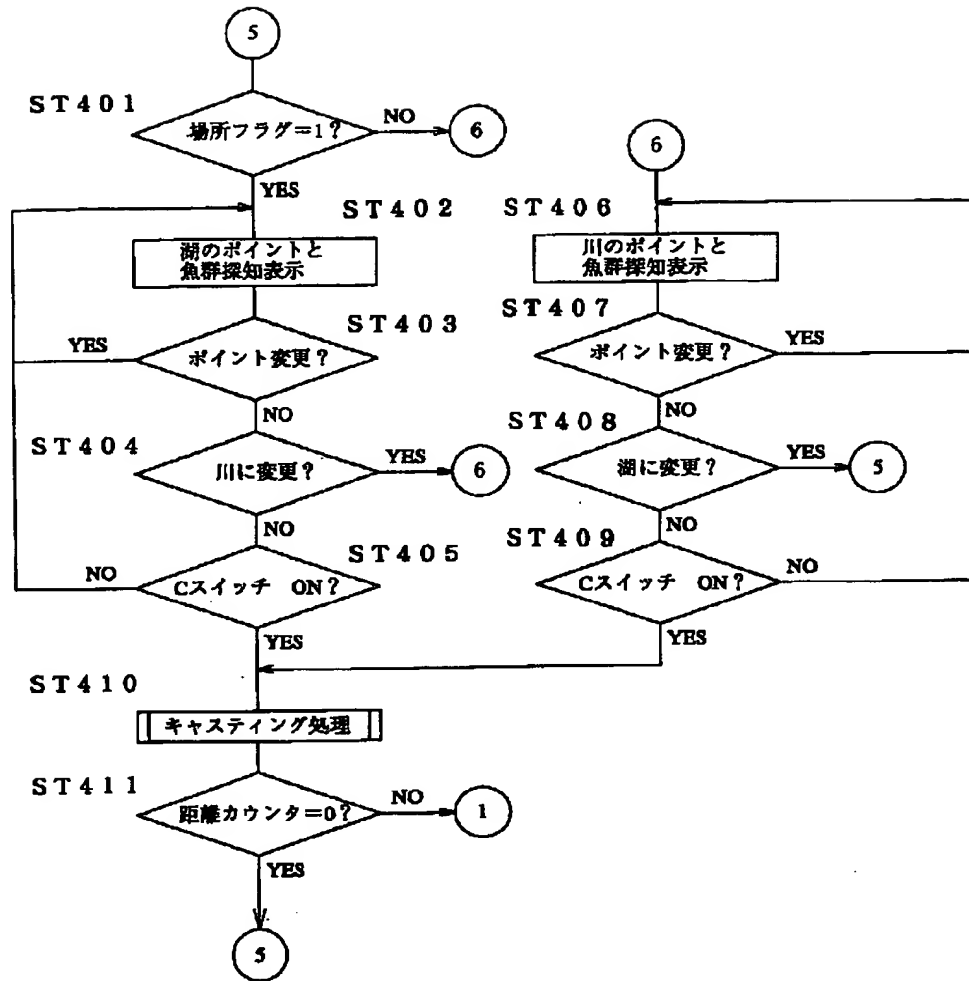 5
ST401
場所フラグ=1?
NO
6
YES
ST402
湖のポイントと
魚群探知表示
ST403
ポイント変更?
YES
NO
ST404
川に変更?
YES
6
NO
ST405
Cスイッチ ON?
NO
YES
6
ST406
川のポイントと
魚群探知表示
ST407
ポイント変更?
YES
NO
ST408
湖に変更?
YES
5
NO
ST409
Cスイッチ ON?
NO
YES
ST410
キャスティング処理
ST411
距離カウンタ=0?
NO
1
YES
5